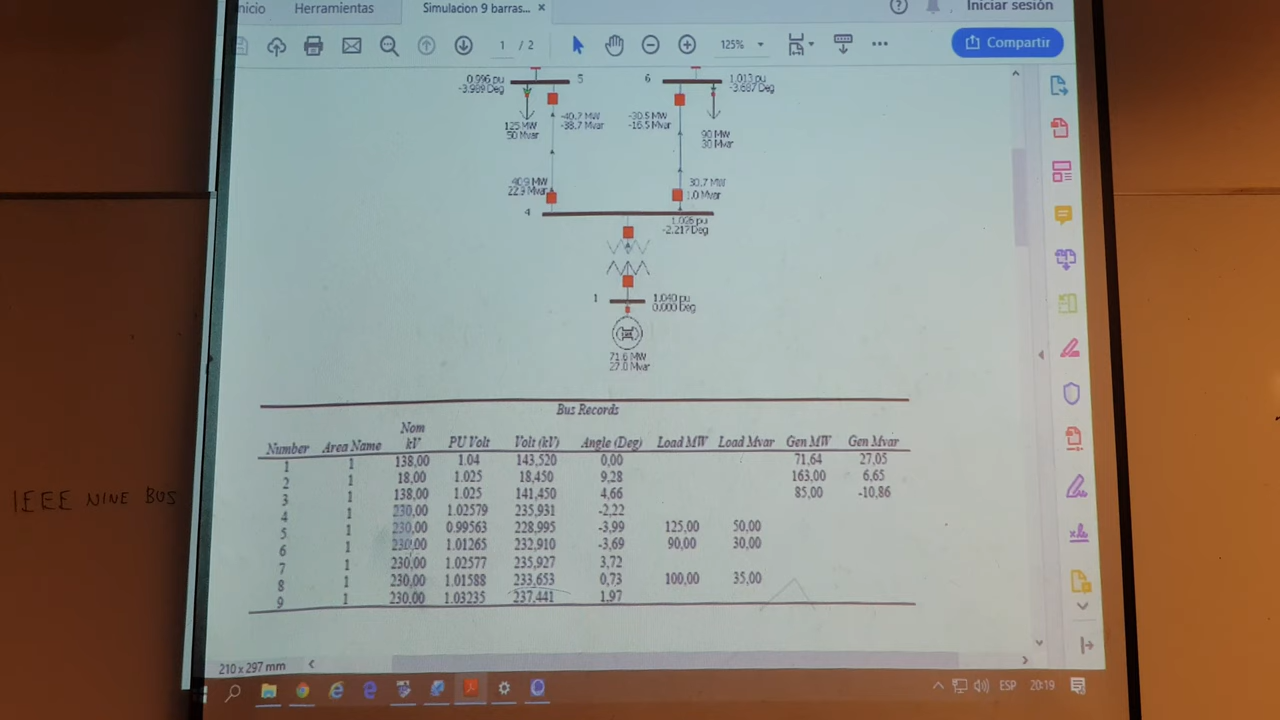 nicio Herramientas Simulacion 9 barras... × Iniciar sesión
1 / 2 125% Compartir
0.996 pu
-3.989 Deg
5
6
1.013 pu
-3.687 Deg
125 MW
50 Mvar
-40.7 MW
-38.7 Mvar
-30.5 MW
-16.5 Mvar
90 MW
30 Mvar
40.9 MW
22.9 Mvar
30.7 MW
1.0 Mvar
4
1.026 pu
-2.217 Deg
1
1.040 pu
0.000 Deg
71.6 MW
27.0 Mvar
Bus Records
Number Area Name Nom kV PU Volt Volt (kV) Angle (Deg) Load MW Load Mvar Gen MW Gen Mvar
1 1 138,00 1.04 143,520 0,00 71,64 27,05
2 1 18,00 1.025 18,450 9,28 163,00 6,65
3 1 138,00 1.025 141,450 4,66 85,00 -10,86
4 1 230,00 1.02579 235,931 -2,22
5 1 230,00 0.99563 228,995 -3,99 125,00 50,00
6 1 230,00 1.01265 232,910 -3,69 90,00 30,00
7 1 230,00 1.02577 235,927 3,72
8 1 230,00 1.01588 233,653 0,73 100,00 35,00
9 1 230,00 1.03235 237,441 1,97
IEEE NINE BUS
210 x 297 mm
ESP 20:19